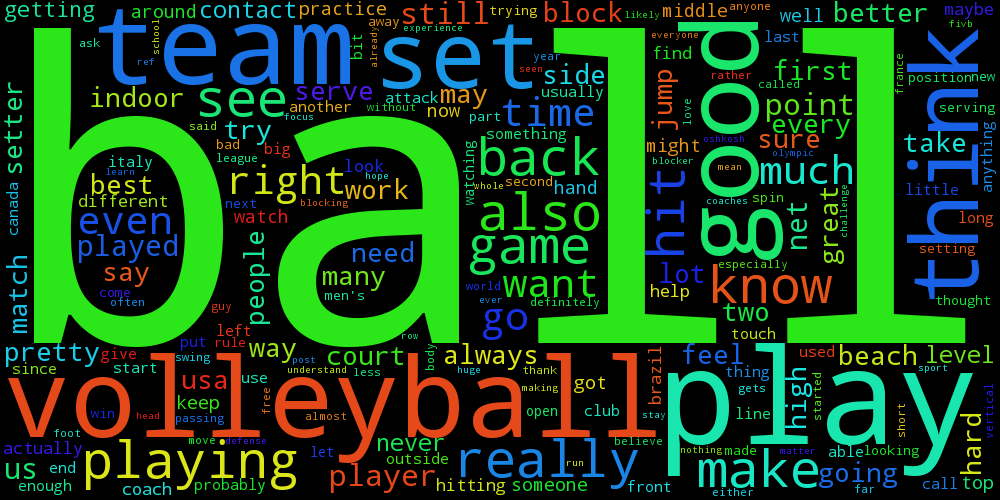 getting around contact practice still trying block likely middle anyone well better maybe
ask team school away already experience set everyone last fivb
ref bit year side good first think france
indoor see serve attack may seen usually find rather called position new
setter another without now part time jump love point serving
try said focus something might oshkosh sure every take
bad league big back blocker olympic anything
italy learn look watching hit mean much
best right work hope whole second hand coaches spin little
different next blocking also net great challenge long
canada even watch setting
played people need game lot especially
say many want know thought
match come men's world help
often guy go ever definitely two
ball
left touch
pretty give put rule way court row always feel used beach level
since start swing post body huge thing sport
understand less thank brazil
volleyball usa use free got play gets high started
keep making
win head passing almost open club stay line short hard vertical
foot move defense never believe nothing made matter able looking
actually playing let outside really
us end player run make going
enough coach probably hitting someone front either far call top